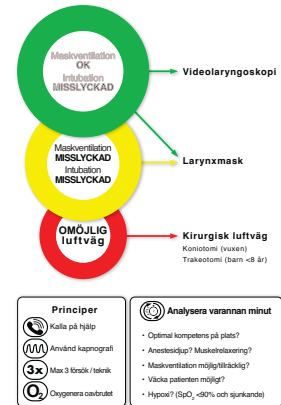 Maskventilation
OK
Intubation
MISSLYCKAD
Videolaryngoskopi
Larynxmask
Maskventilation
MISSLYCKAD
Intubation
MISSLYCKAD
OMÖJLIG
luftväg
Kirurgisk luftväg
Koniotomi (vuxen)
Trakeotomi (barn <8 år)
Principer
Kalla på hjälp
Använd kapnografi
3x Max 3 försök / teknik
O₂ Oxygenera oavbrutet
Analysera varannan minut
• Optimal kompetens på plats?
• Anestesidjup? Muskelrelaxering?
• Maskventilation möjlig/tillräcklig?
• Väcka patienten möjligt?
• Hypoxi? (SpO₂ <90% och sjunkande)